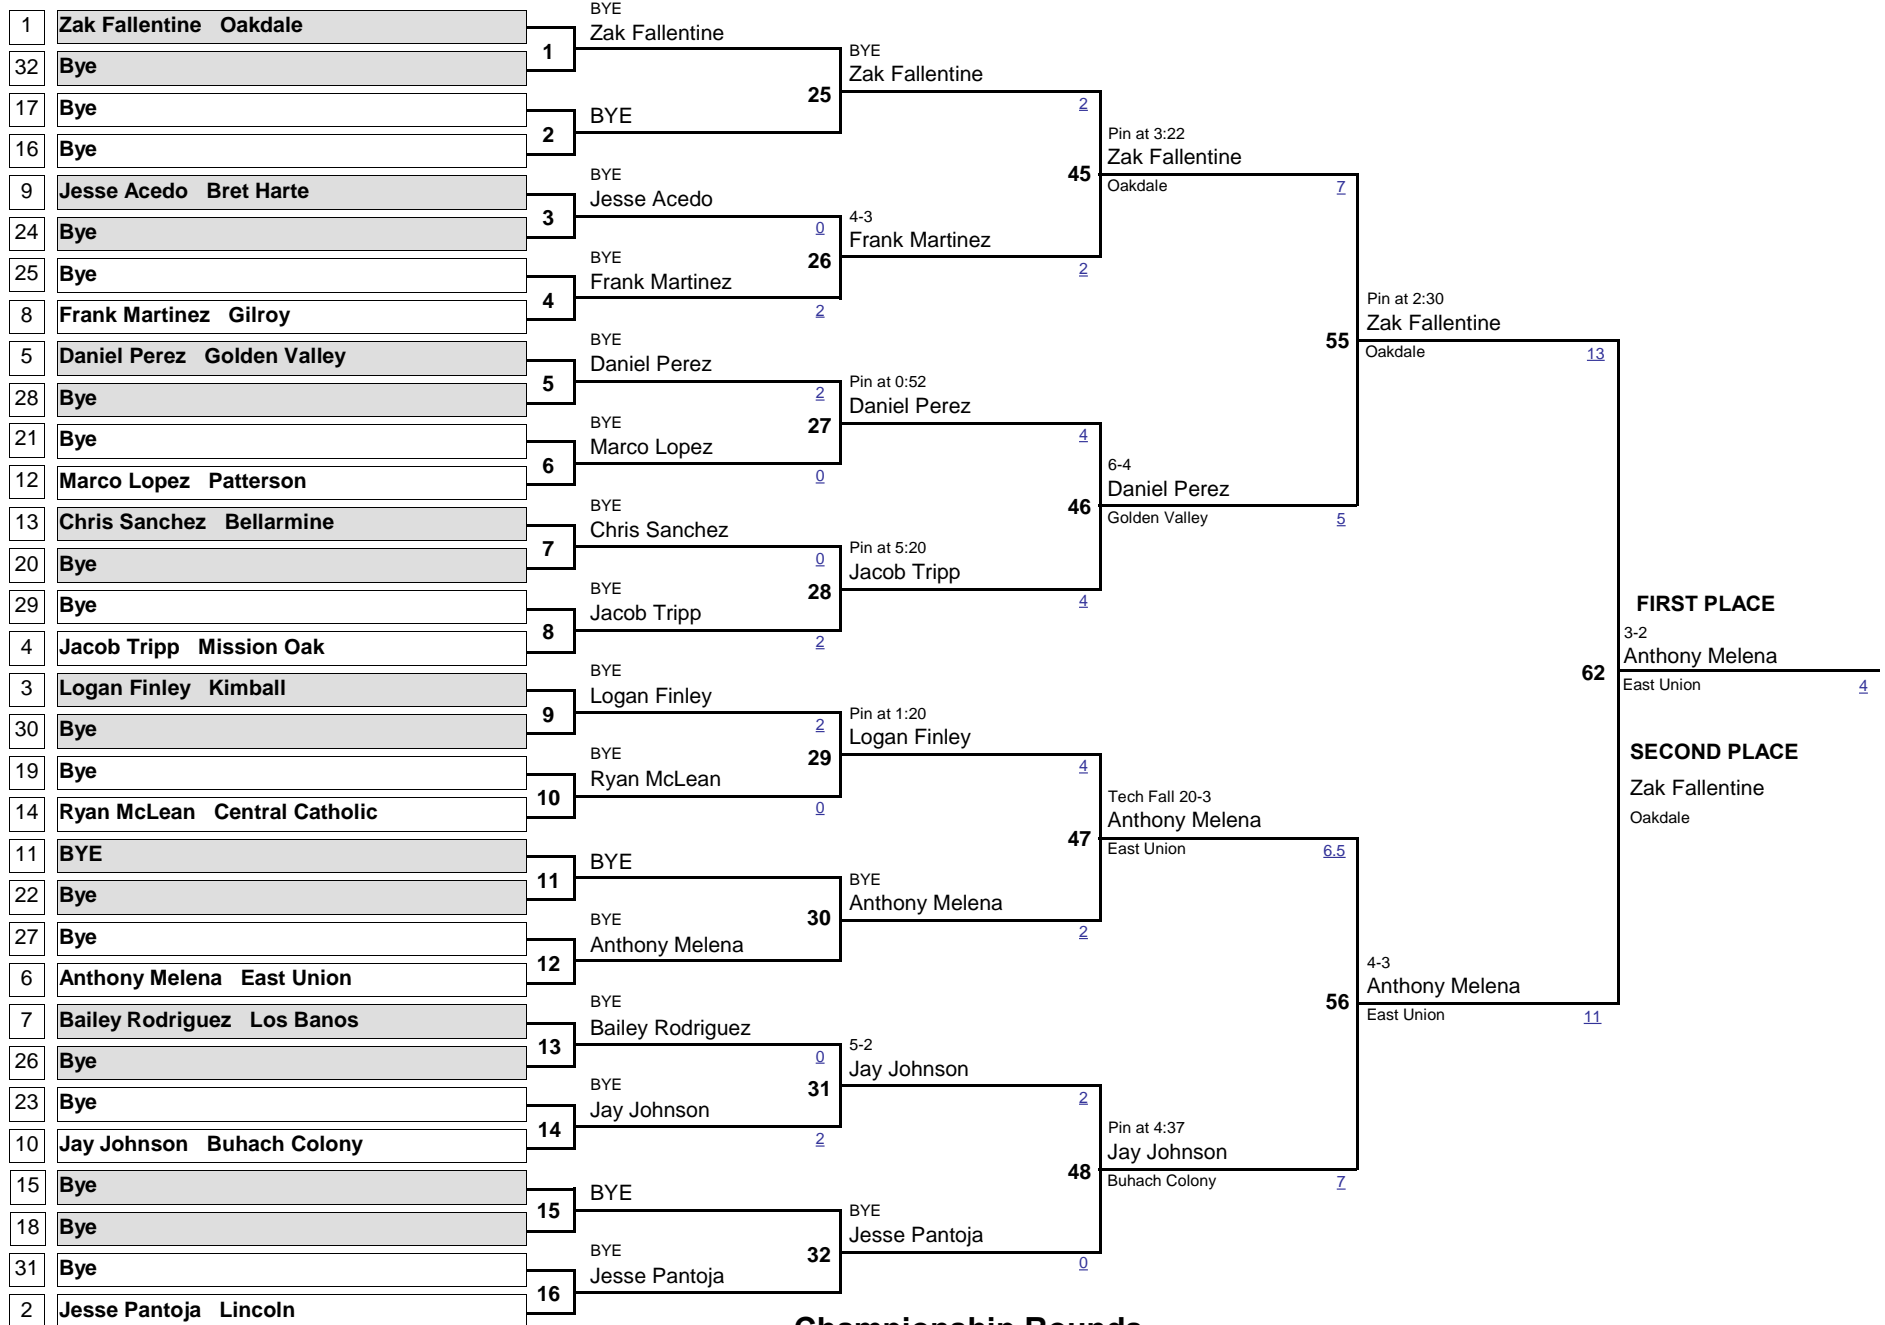 1 Zak Fallentine Oakdale
32 Bye
17 Bye
16 Bye
9 Jesse Acedo Bret Harte
24 Bye
25 Bye
8 Frank Martinez Gilroy
5 Daniel Perez Golden Valley
28 Bye
21 Bye
12 Marco Lopez Patterson
13 Chris Sanchez Bellarmine
20 Bye
29 Bye
4 Jacob Tripp Mission Oak
3 Logan Finley Kimball
30 Bye
19 Bye
14 Ryan McLean Central Catholic
11 BYE
22 Bye
27 Bye
6 Anthony Melena East Union
7 Bailey Rodriguez Los Banos
26 Bye
23 Bye
10 Jay Johnson Buhach Colony
15 Bye
18 Bye
31 Bye
2 Jesse Pantoja Lincoln
BYE
1 Zak Fallentine
2 BYE
BYE
3 Jesse Acedo
0
BYE
4 Frank Martinez
2
BYE
5 Daniel Perez
2
BYE
6 Marco Lopez
0
BYE
7 Chris Sanchez
0
BYE
8 Jacob Tripp
2
BYE
9 Logan Finley
2
BYE
10 Ryan McLean
0
11 BYE
BYE
12 Anthony Melena
BYE
13 Bailey Rodriguez
0
BYE
14 Jay Johnson
2
15 BYE
BYE
16 Jesse Pantoja
BYE
Zak Fallentine
25
2
4-3
Frank Martinez
26
2
Pin at 0:52
Daniel Perez
27
4
Pin at 5:20
Jacob Tripp
28
4
Pin at 1:20
Logan Finley
29
4
BYE
Anthony Melena
30
2
5-2
Jay Johnson
31
2
BYE
Jesse Pantoja
32
0
Pin at 3:22
Zak Fallentine
45
Oakdale
7
6-4
Daniel Perez
46
Golden Valley
5
Tech Fall 20-3
Anthony Melena
47
East Union
6.5
Pin at 4:37
Jay Johnson
48
Buhach Colony
7
Pin at 2:30
Zak Fallentine
55
Oakdale
13
4-3
Anthony Melena
56
East Union
11
FIRST PLACE
3-2
Anthony Melena
62
East Union
4
SECOND PLACE
Zak Fallentine
Oakdale
Championship Rounds